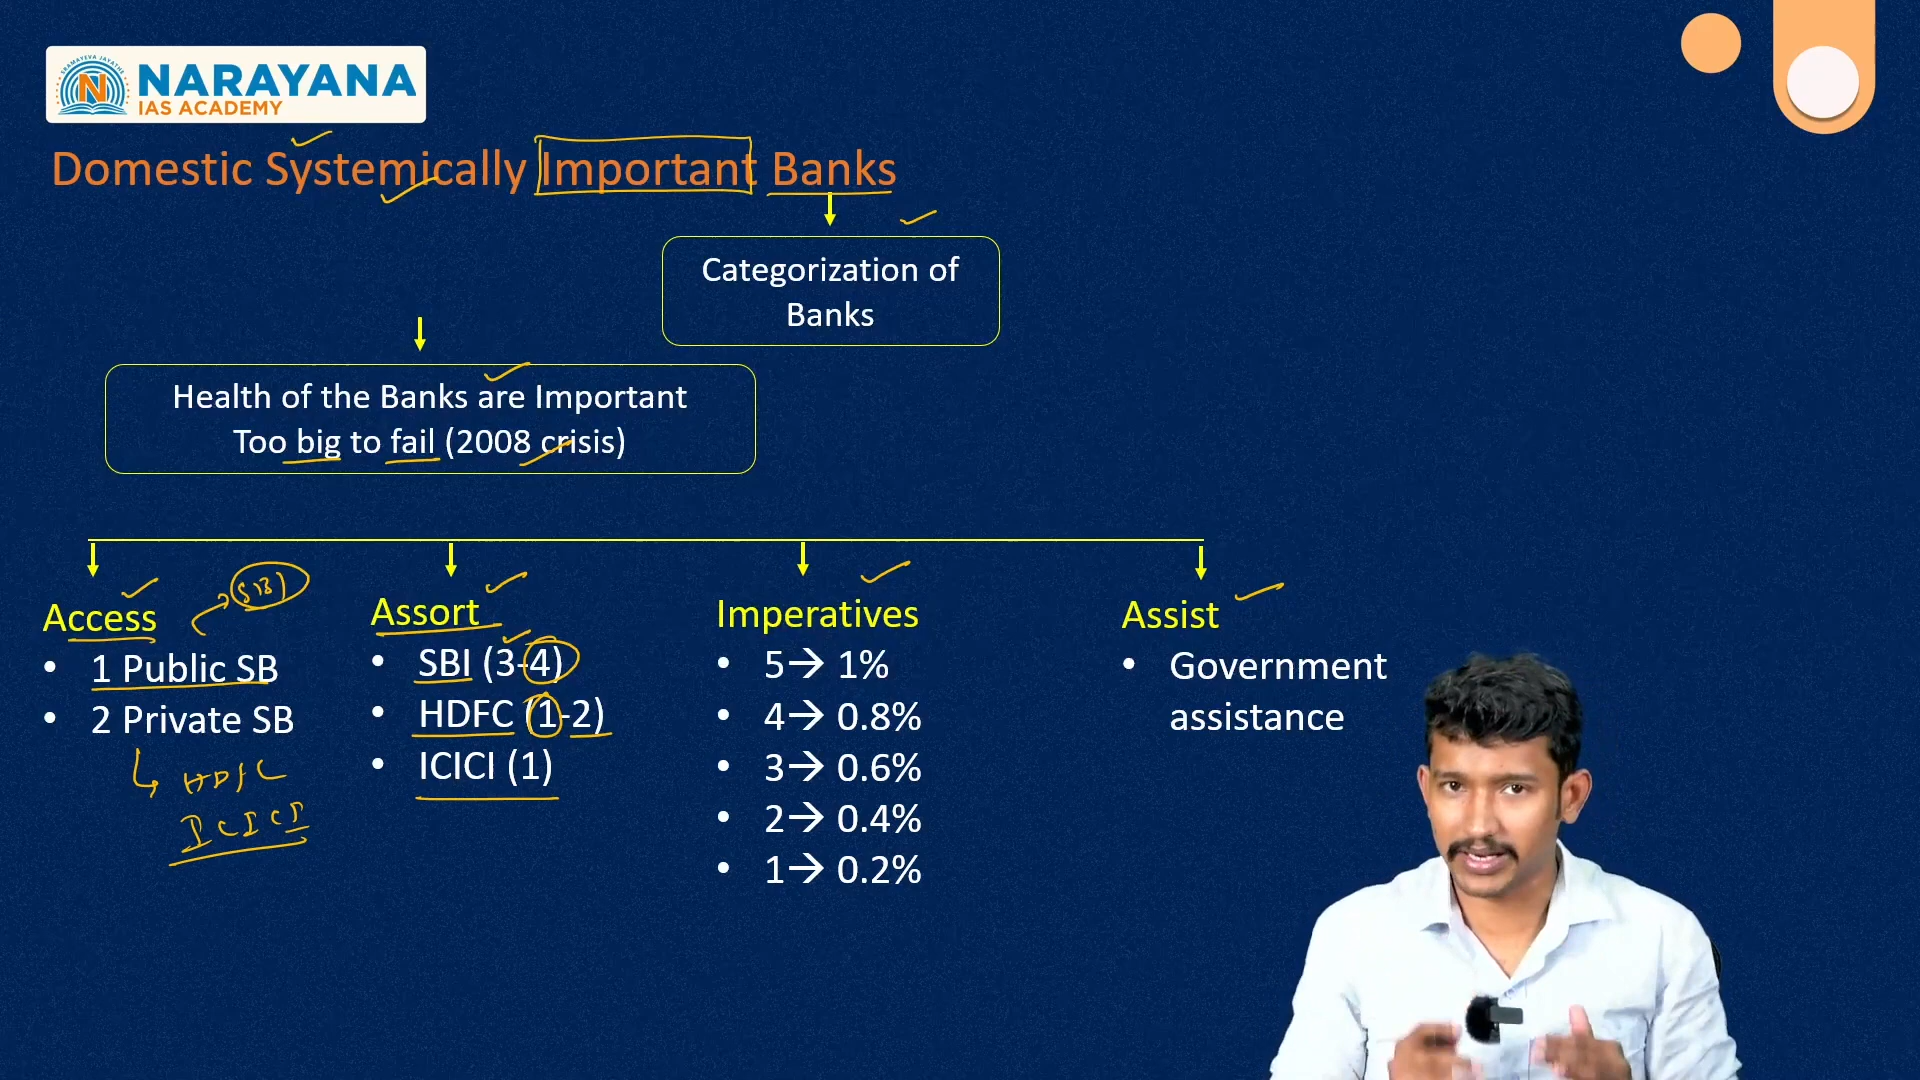 SRAMAYEVA JAYATHE
N
NARAYANA
IAS ACADEMY
Domestic Systemically Important Banks
Categorization of
Banks
Health of the Banks are Important
Too big to fail (2008 crisis)
Access
SBI
• 1 Public SB
• 2 Private SB
HDFC
ICICI
Assort
• SBI (3-4)
• HDFC (1-2)
• ICICI (1)
Imperatives
• 5→ 1%
• 4→ 0.8%
• 3→ 0.6%
• 2→ 0.4%
• 1→ 0.2%
Assist
• Government
assistance